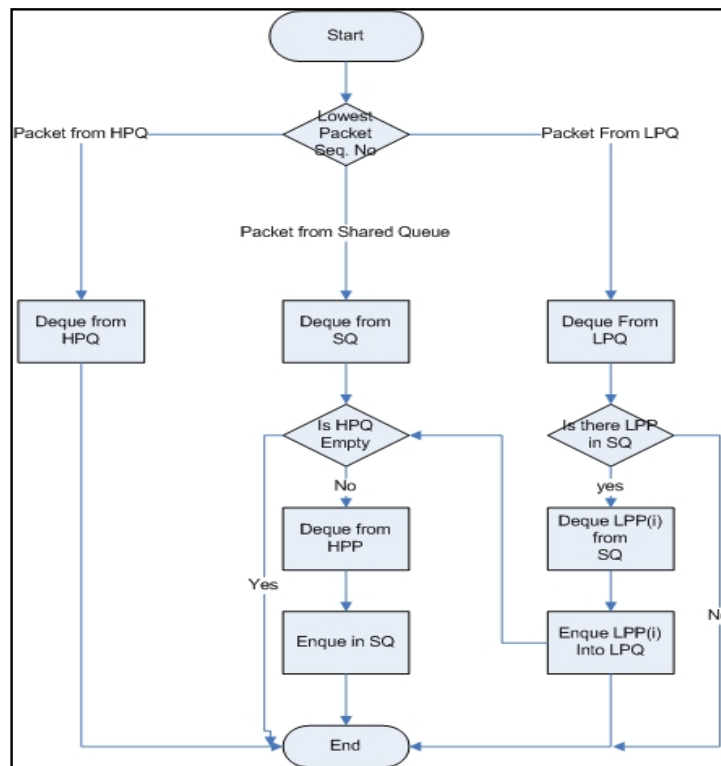 Start
Lowest
Packet
Seq. No
Packet from HPQ
Packet From LPQ
Packet from Shared Queue
Deque from
HPQ
Deque from
SQ
Deque From
LPQ
Is HPQ
Empty
Is there LPP
in SQ
No
yes
Deque from
HPP
Deque LPP(i)
from
SQ
Yes
No
Enque in SQ
Enque LPP(i)
Into LPQ
End